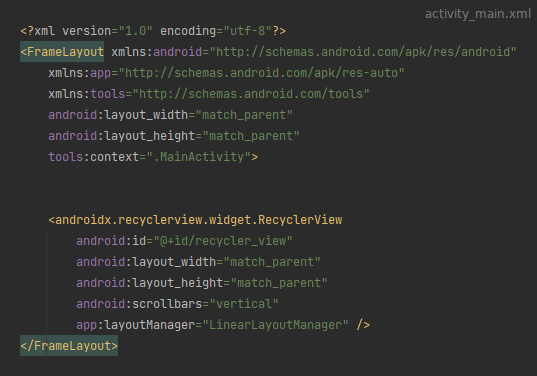 activity_main.xml
<?xml version="1.0" encoding="utf-8"?>
<FrameLayout xmlns:android="http://schemas.android.com/apk/res/android"
    xmlns:app="http://schemas.android.com/apk/res-auto"
    xmlns:tools="http://schemas.android.com/tools"
    android:layout_width="match_parent"
    android:layout_height="match_parent"
    tools:context=".MainActivity">
    <androidx.recyclerview.widget.RecyclerView
        android:id="@+id/recycler_view"
        android:layout_width="match_parent"
        android:layout_height="match_parent"
        android:scrollbars="vertical"
        app:layoutManager="LinearLayoutManager" />
</FrameLayout>